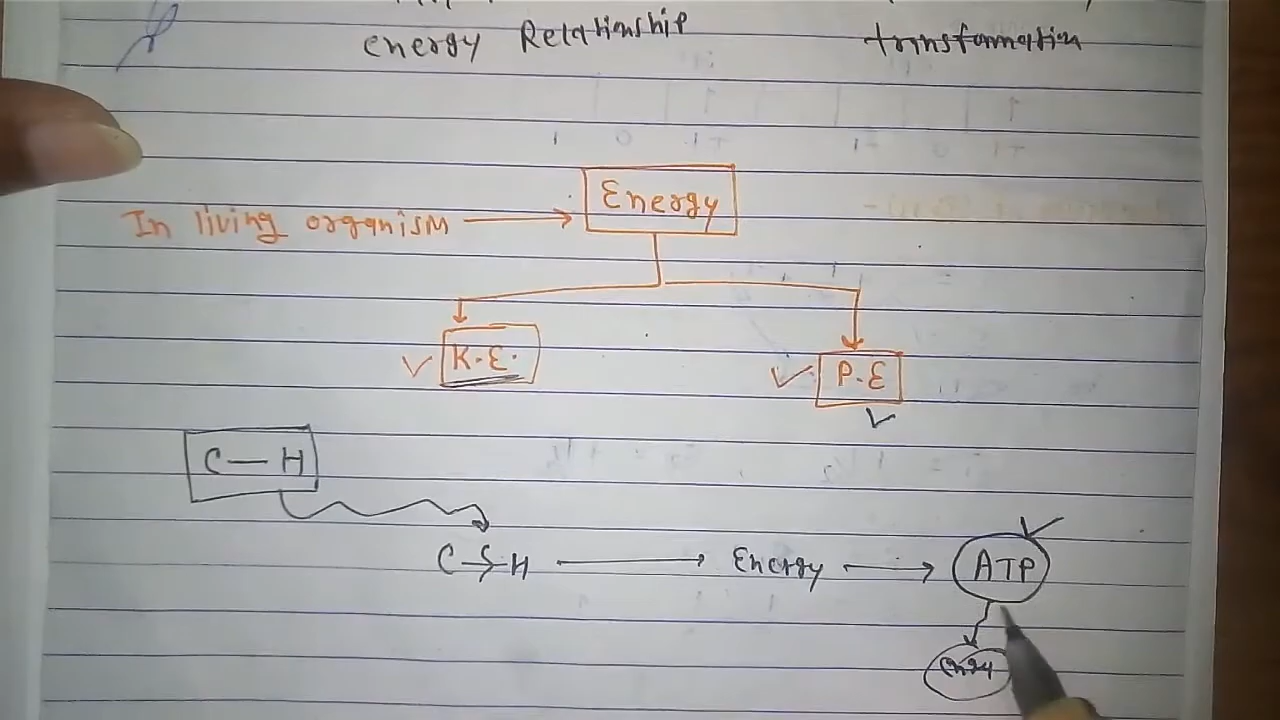 energy Relationship transformation
Energy
In living organism
K.E.
P.E
C—H
C H Energy ATP